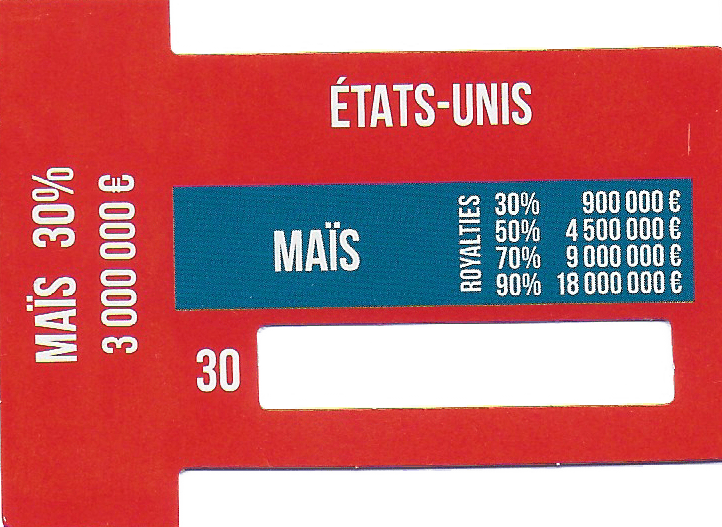 MAÏS 30%
3 000 000 €
ÉTATS-UNIS
MAÏS
ROYALTIES
30% 900 000 €
50% 4 500 000 €
70% 9 000 000 €
90% 18 000 000 €
30